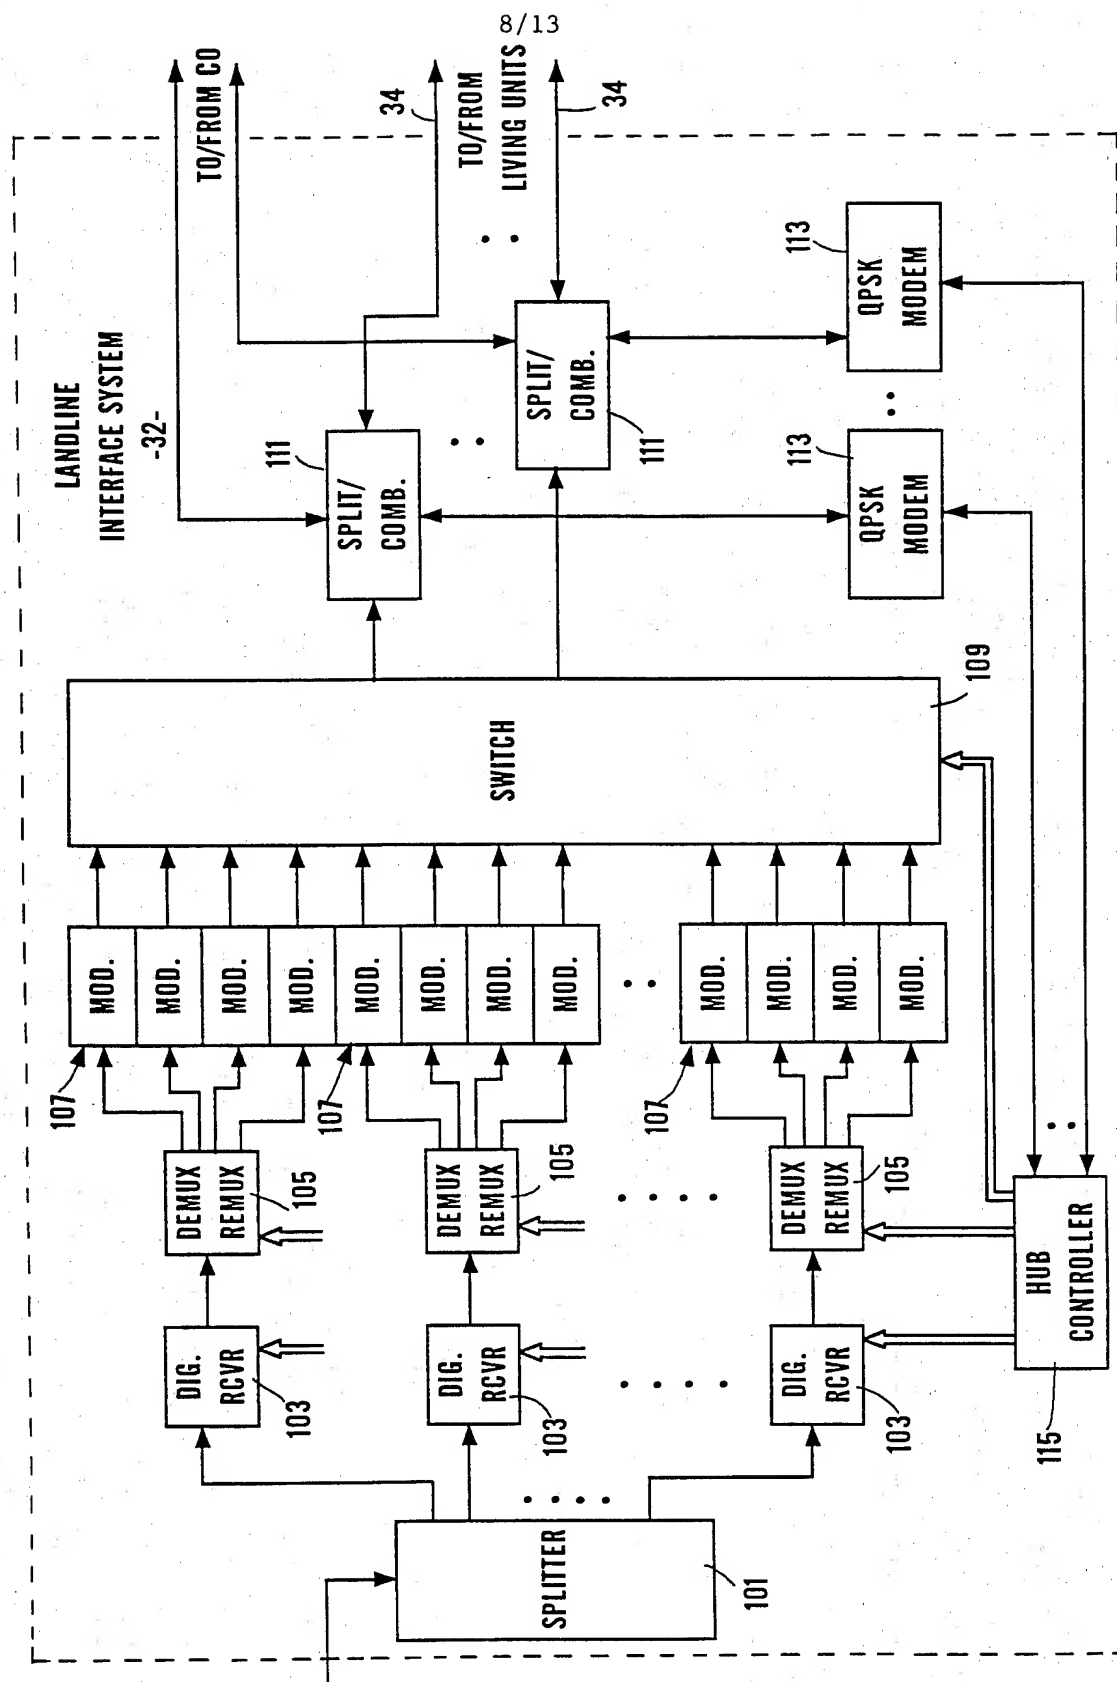 8/13
LANDLINE
INTERFACE SYSTEM
-32-
TO/FROM CO
34
TO/FROM
LIVING UNITS
34
SPLITTER
101
DIG.
RCVR
103
DIG.
RCVR
103
DIG.
RCVR
103
DEMUX
REMUX
105
DEMUX
REMUX
105
DEMUX
REMUX
105
107
MOD.
MOD.
MOD.
MOD.
107
MOD.
MOD.
MOD.
MOD.
107
MOD.
MOD.
MOD.
MOD.
SWITCH
109
111
SPLIT/
COMB.
SPLIT/
COMB.
111
113
QPSK
MODEM
113
QPSK
MODEM
HUB
CONTROLLER
115